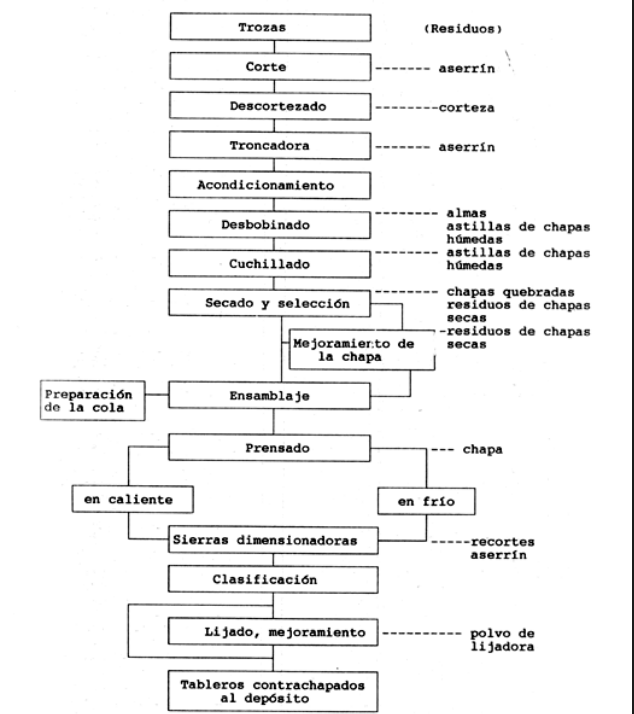 Trozas (Residuos)
Corte aserrín
Descortezado corteza
Troncadora aserrín
Acondicionamiento
Desbobinado almas
astillas de chapas
húmedas
Cuchillado astillas de chapas
húmedas
Secado y selección chapas quebradas
residuos de chapas
secas
Mejoramiento de
la chapa
residuos de chapas
secas
Preparación
de la cola
Ensamblaje
Prensado chapa
en caliente en frío
Sierras dimensionadoras recortes
aserrín
Clasificación
Lijado, mejoramiento polvo de
lijadora
Tableros contrachapados
al depósito